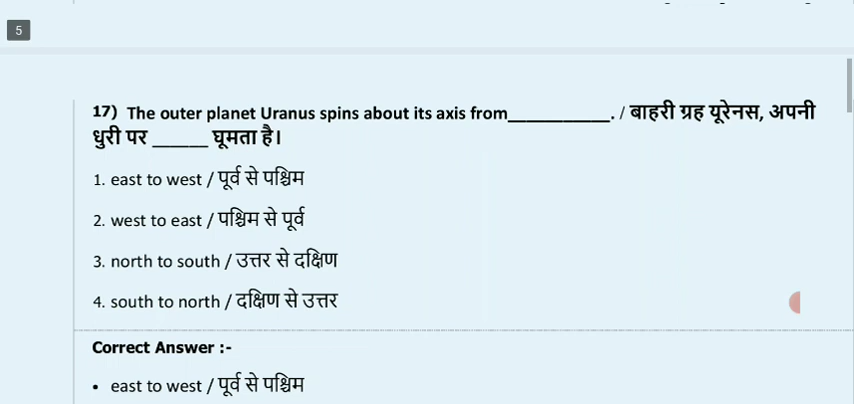 5
17) The outer planet Uranus spins about its axis from___________. / बाहरी ग्रह यूरेनस, अपनी
धुरी पर ______ घूमता है।
1. east to west / पूर्व से पश्चिम
2. west to east / पश्चिम से पूर्व
3. north to south / उत्तर से दक्षिण
4. south to north / दक्षिण से उत्तर
Correct Answer :-
• east to west / पूर्व से पश्चिम